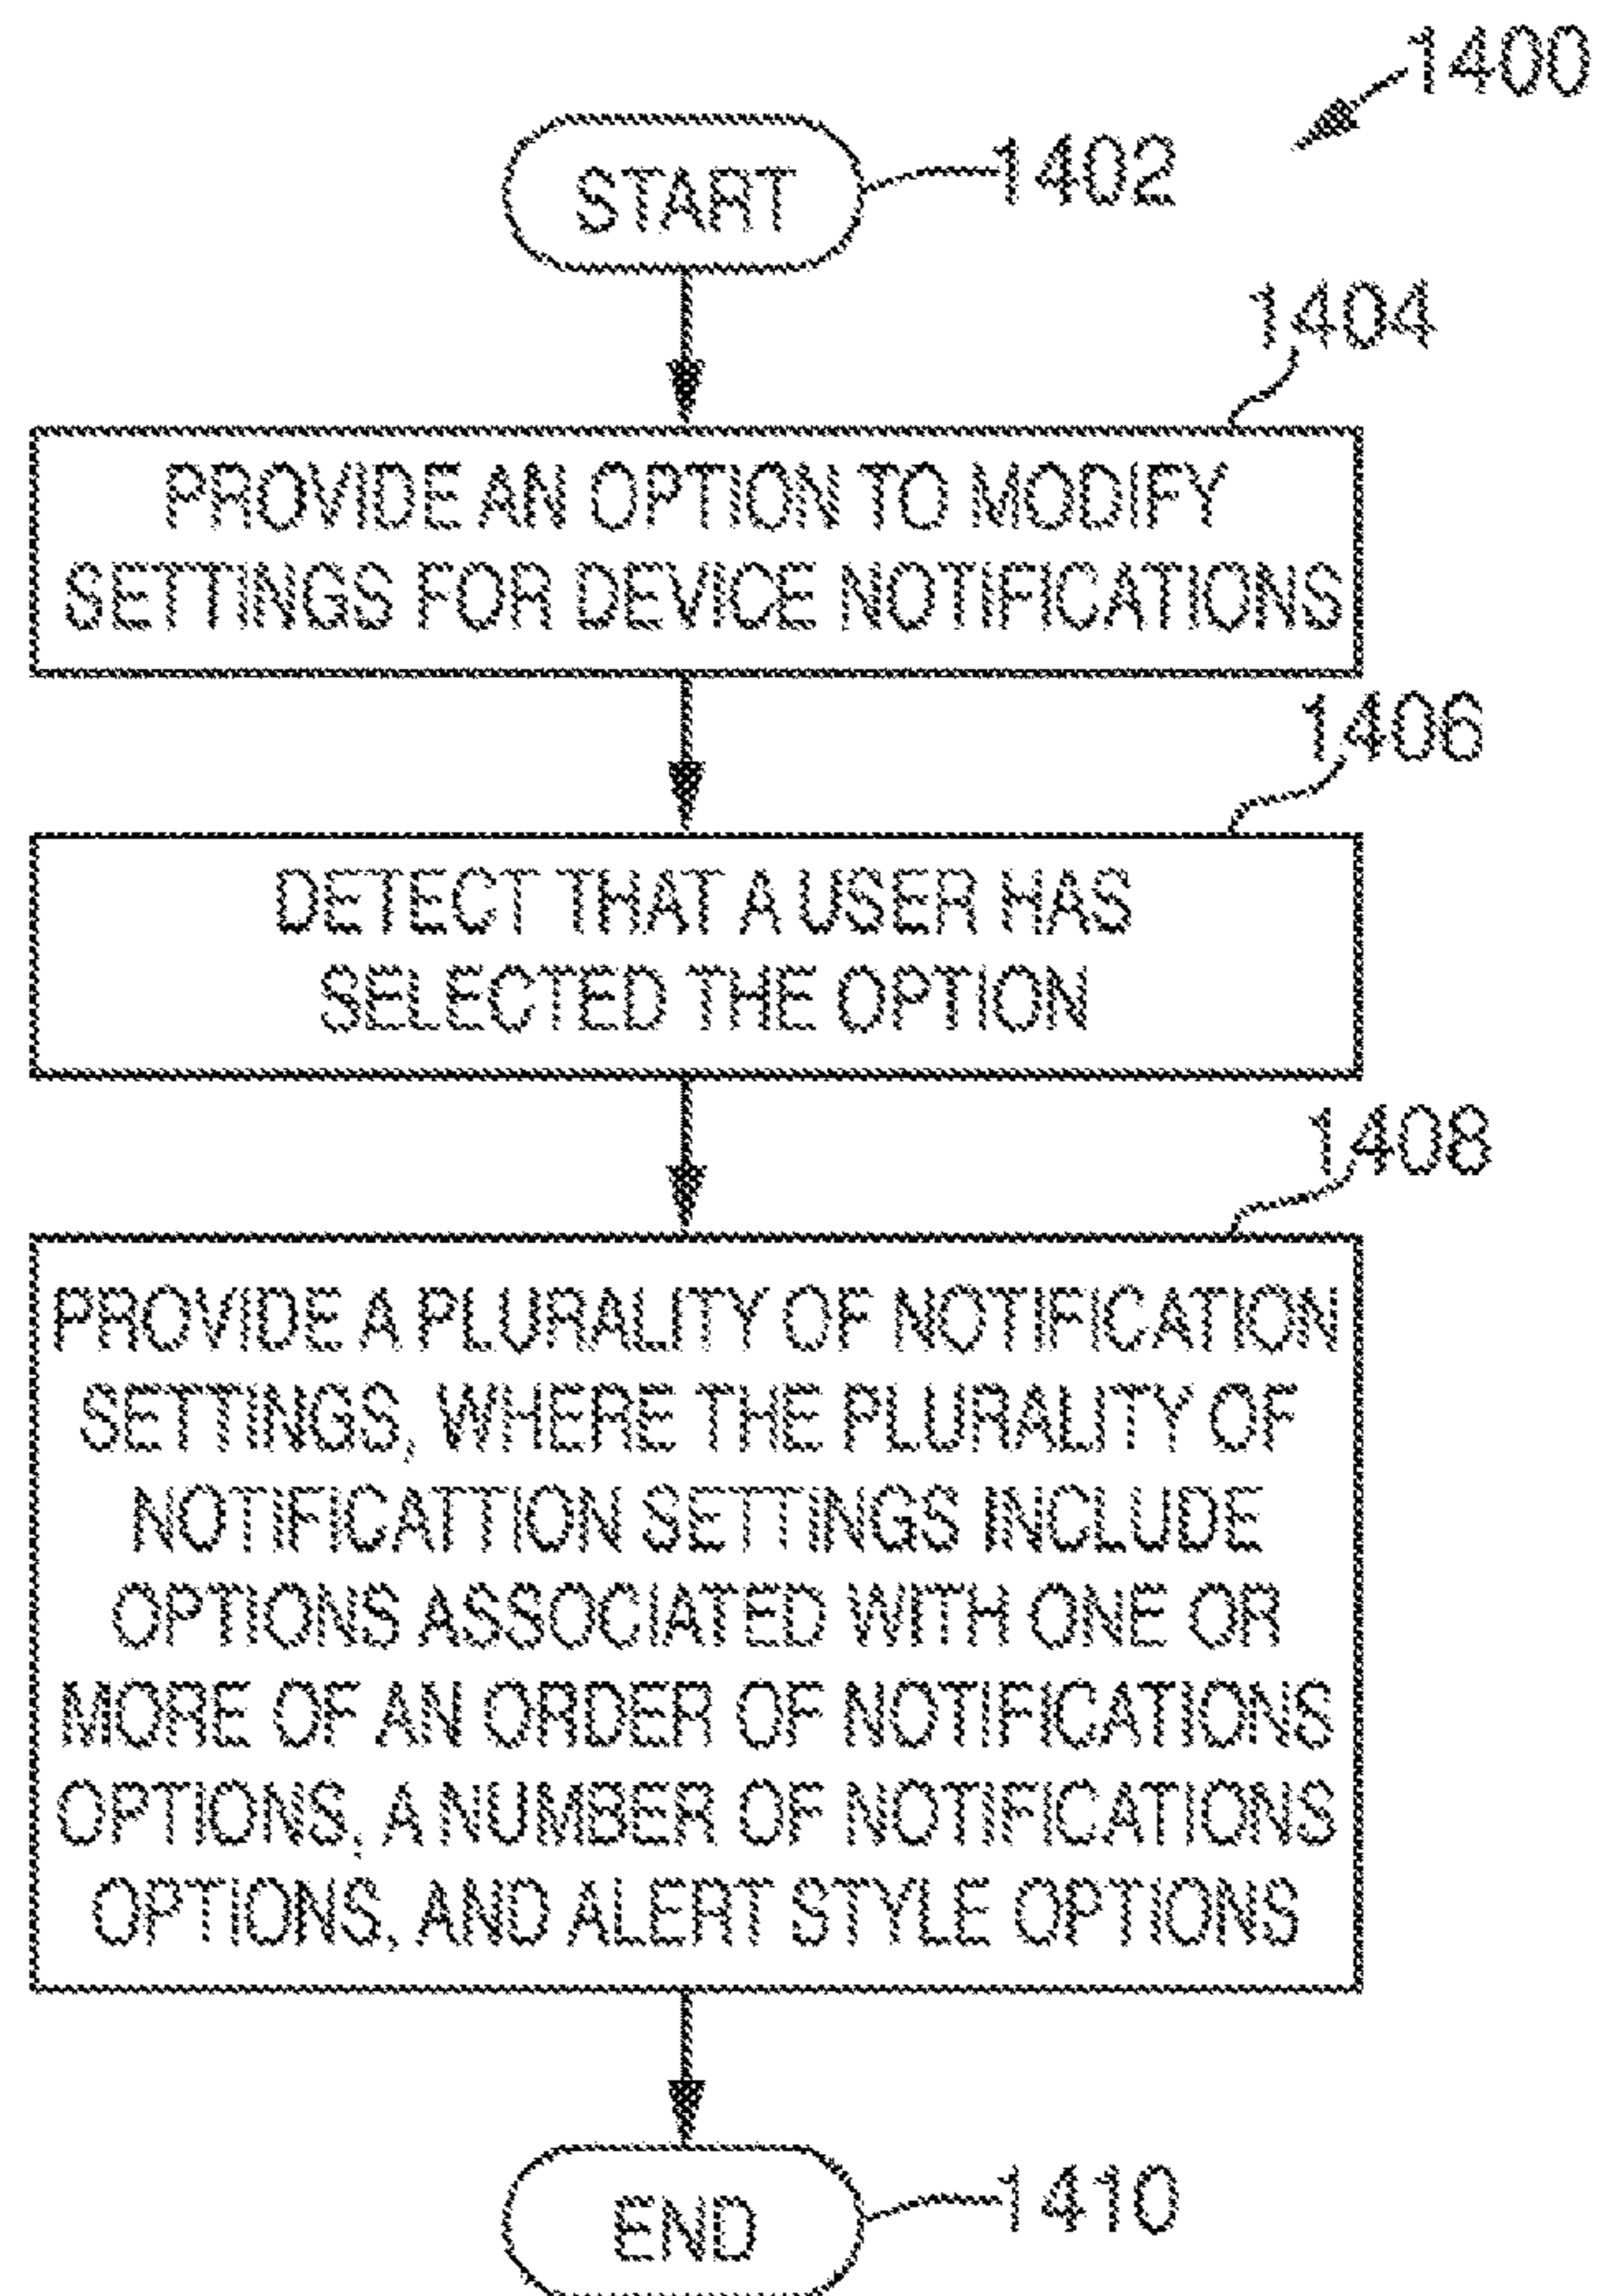 1400
START
1402
1404
PROVIDE AN OPTION TO MODIFY
SETTINGS FOR DEVICE NOTIFICATIONS
1406
DETECT THAT A USER HAS
SELECTED THE OPTION
1408
PROVIDE A PLURALITY OF NOTIFICATION
SETTINGS, WHERE THE PLURALITY OF
NOTIFICATTION SETTINGS INCLUDE
OPTIONS ASSOCIATED WITH ONE OR
MORE OF AN ORDER OF NOTIFICATIONS
OPTIONS, A NUMBER OF NOTIFICATIONS
OPTIONS, AND ALERT STYLE OPTIONS
END
1410